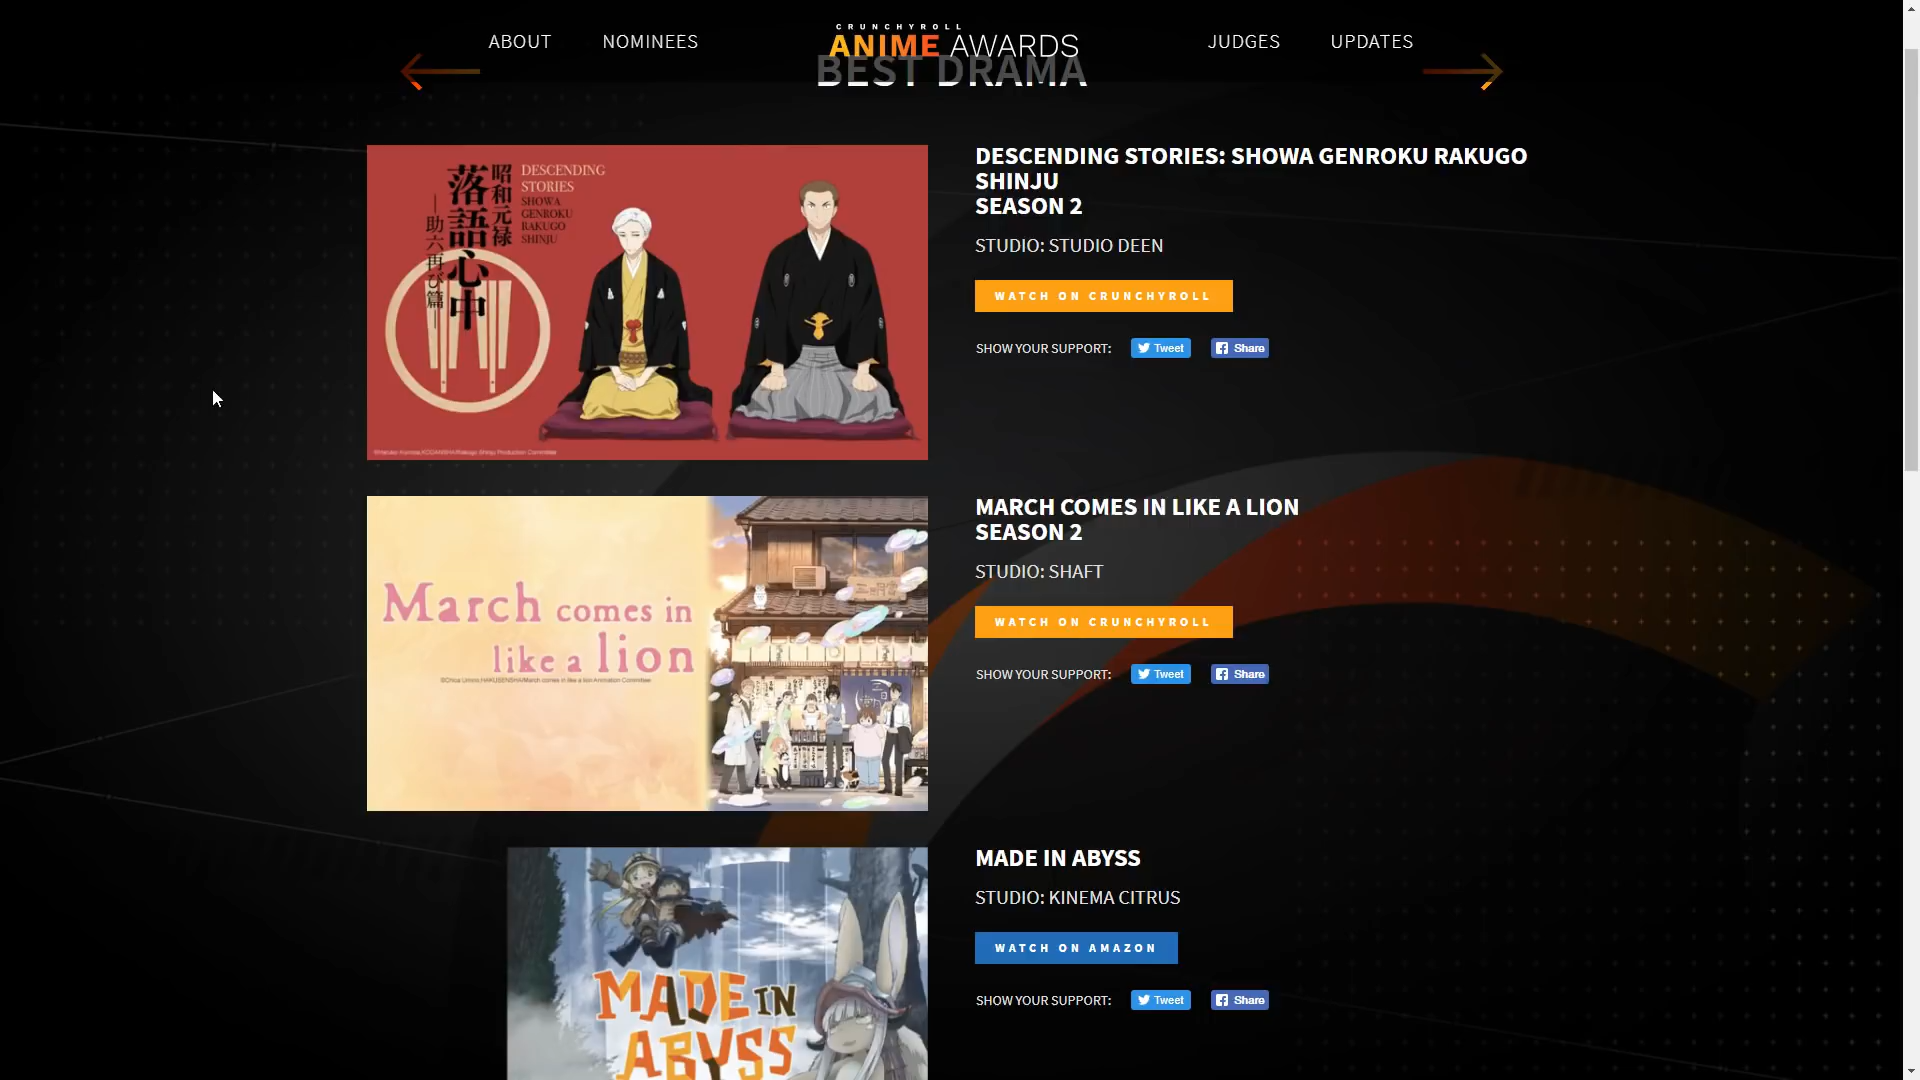 CRUNCHYROLL
ABOUT NOMINEES ANIME AWARDS JUDGES UPDATES
BEST DRAMA
昭和元禄
落語心中
―助六再び篇―
DESCENDING
STORIES
SHOWA
GENROKU
RAKUGO
SHINJU
DESCENDING STORIES: SHOWA GENROKU RAKUGO
SHINJU
SEASON 2
STUDIO: STUDIO DEEN
WATCH ON CRUNCHYROLL
SHOW YOUR SUPPORT: Tweet Share
March comes in
like a lion
MARCH COMES IN LIKE A LION
SEASON 2
STUDIO: SHAFT
WATCH ON CRUNCHYROLL
SHOW YOUR SUPPORT: Tweet Share
MADE IN
ABYSS
MADE IN ABYSS
STUDIO: KINEMA CITRUS
WATCH ON AMAZON
SHOW YOUR SUPPORT: Tweet Share